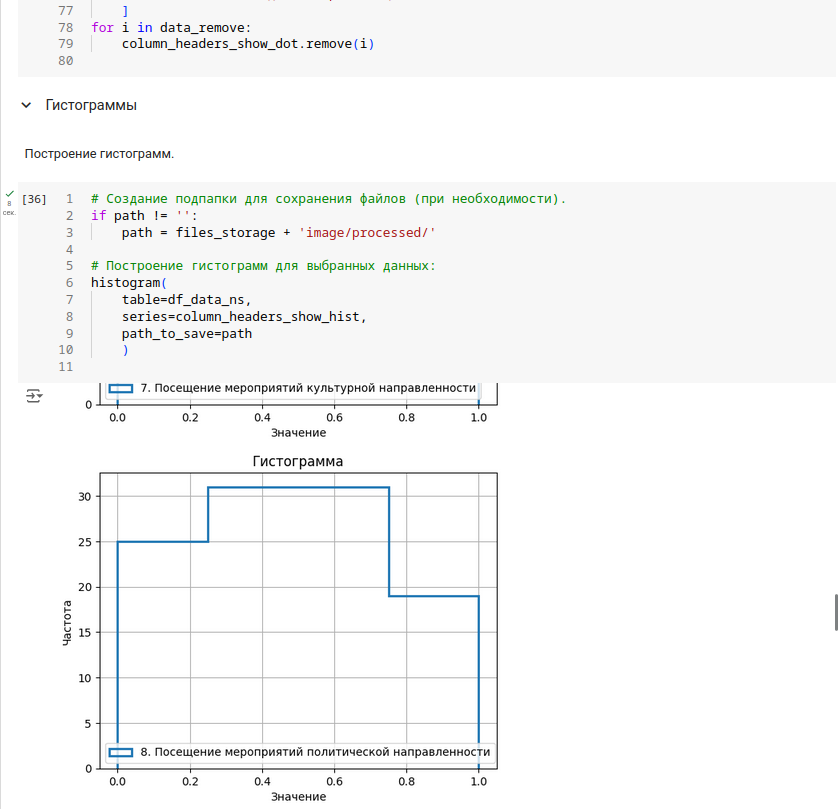 77 ]
78 for i in data_remove:
79 column_headers_show_dot.remove(i)
80
Гистограммы
Построение гистограмм.
8 сек.
[36]
1 # Создание подпапки для сохранения файлов (при необходимости).
2 if path != '':
3 path = files_storage + 'image/processed/'
4
5 # Построение гистограмм для выбранных данных:
6 histogram(
7 table=df_data_ns,
8 series=column_headers_show_hist,
9 path_to_save=path
10 )
11
7. Посещение мероприятий культурной направленности
0
0.0 0.2 0.4 0.6 0.8 1.0
Значение
Гистограмма
30
25
20
15
10
5
0
Частота
8. Посещение мероприятий политической направленности
0.0 0.2 0.4 0.6 0.8 1.0
Значение